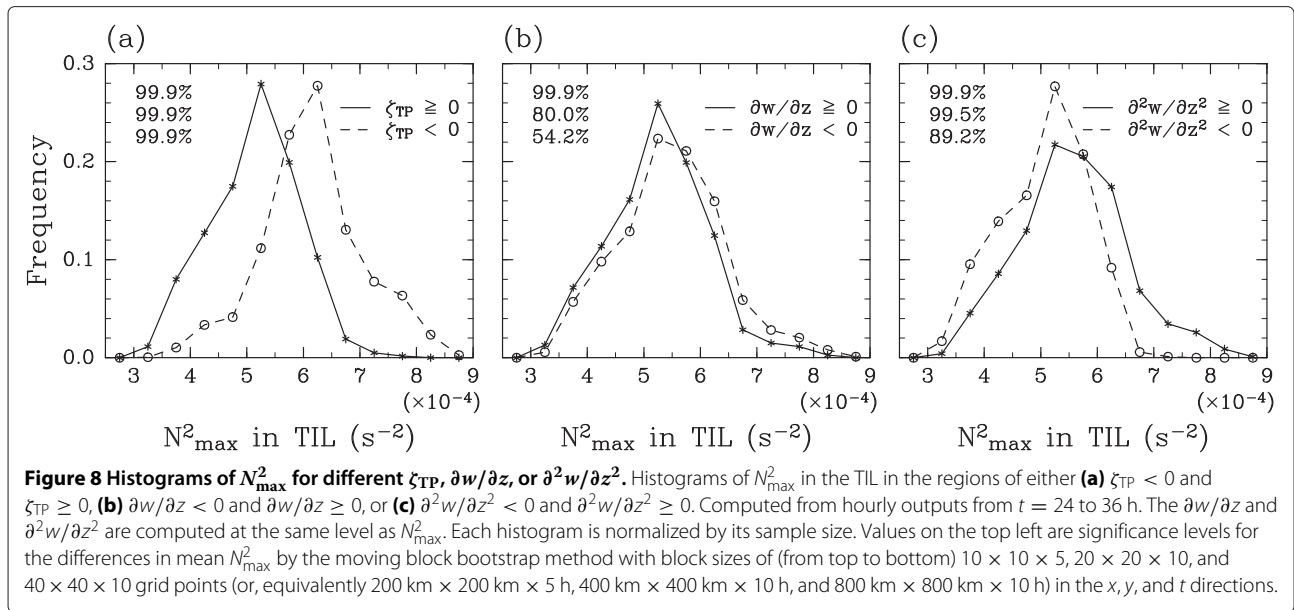 (a)
(b)
(c)
0.3
0.2
0.1
0.0
Frequency
99.9%
99.9%
99.9%
ζTP ≧ 0
ζTP < 0
99.9%
80.0%
54.2%
∂w/∂z ≧ 0
∂w/∂z < 0
99.9%
99.5%
89.2%
∂²w/∂z² ≧ 0
∂²w/∂z² < 0
3 4 5 6 7 8 9
3 4 5 6 7 8 9
3 4 5 6 7 8 9
(×10⁻⁴)
(×10⁻⁴)
(×10⁻⁴)
N²max in TIL (s⁻²)
N²max in TIL (s⁻²)
N²max in TIL (s⁻²)
Figure 8 Histograms of N²max for different ζTP, ∂w/∂z, or ∂²w/∂z². Histograms of N²max in the TIL in the regions of either (a) ζTP < 0 and
ζTP ≥ 0, (b) ∂w/∂z < 0 and ∂w/∂z ≥ 0, or (c) ∂²w/∂z² < 0 and ∂²w/∂z² ≥ 0. Computed from hourly outputs from t = 24 to 36 h. The ∂w/∂z and
∂²w/∂z² are computed at the same level as N²max. Each histogram is normalized by its sample size. Values on the top left are significance levels for
the differences in mean N²max by the moving block bootstrap method with block sizes of (from top to bottom) 10 × 10 × 5, 20 × 20 × 10, and
40 × 40 × 10 grid points (or, equivalently 200 km × 200 km × 5 h, 400 km × 400 km × 10 h, and 800 km × 800 km × 10 h) in the x, y, and t directions.